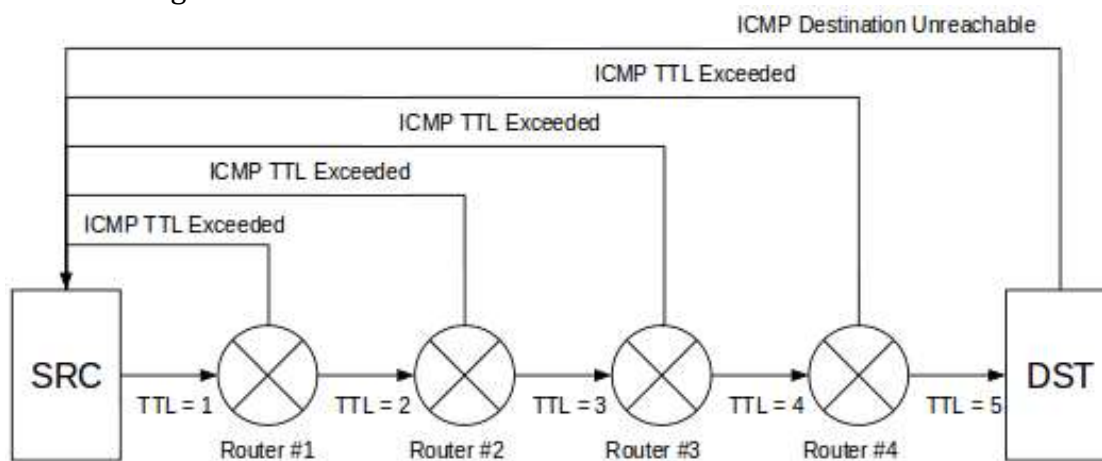 ICMP Destination Unreachable
ICMP TTL Exceeded
ICMP TTL Exceeded
ICMP TTL Exceeded
ICMP TTL Exceeded
SRC
DST
TTL = 1
TTL = 2
TTL = 3
TTL = 4
TTL = 5
Router #1
Router #2
Router #3
Router #4